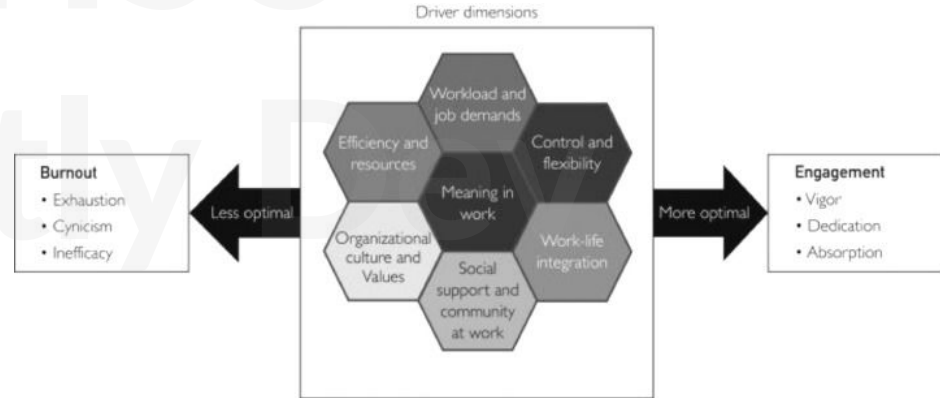 Driver dimensions
Workload and
job demands
Efficiency and
resources
Control and
flexibility
Meaning in
work
Organizational
culture and
Values
Work-life
integration
Social
support and
community
at work
Burnout
• Exhaustion
• Cynicism
• Inefficacy
Less optimal
More optimal
Engagement
• Vigor
• Dedication
• Absorption